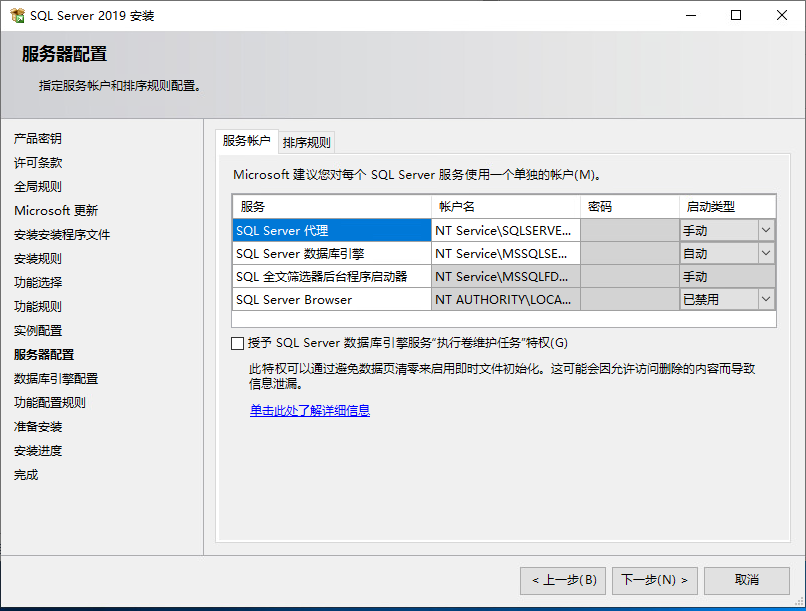 SQL Server 2019 安装
服务器配置
指定服务帐户和排序规则配置。
产品密钥
许可条款
全局规则
Microsoft 更新
安装安装程序文件
安装规则
功能选择
功能规则
实例配置
服务器配置
数据库引擎配置
功能配置规则
准备安装
安装进度
完成
服务帐户 排序规则
Microsoft 建议您对每个 SQL Server 服务使用一个单独的帐户(M)。
服务 帐户名 密码 启动类型
SQL Server 代理 NT Service\SQLSERVE... 手动
SQL Server 数据库引擎 NT Service\MSSQLSE... 自动
SQL 全文筛选器后台程序启动器 NT Service\MSSQLFD... 手动
SQL Server Browser NT AUTHORITY\LOCA... 已禁用
授予 SQL Server 数据库引擎服务“执行卷维护任务”特权(G)
此特权可以通过避免数据页清零来启用即时文件初始化。这可能会因允许访问删除的内容而导致
信息泄漏。
单击此处了解详细信息
< 上一步(B) 下一步(N) > 取消